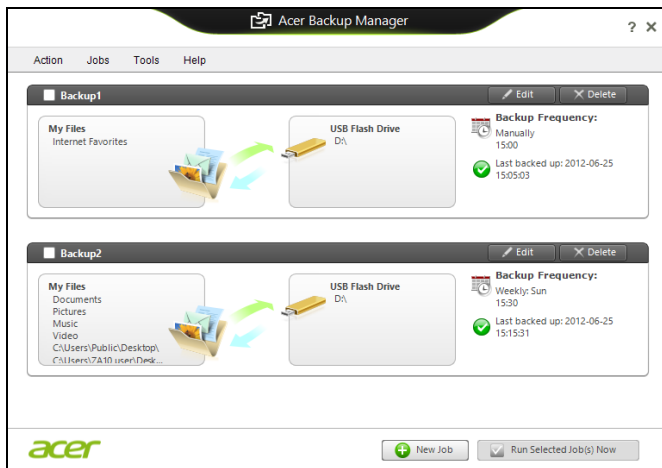 Acer Backup Manager
? X
Action Jobs Tools Help
Backup1
Edit
Delete
My Files
Internet Favorites
USB Flash Drive
D:\
Backup Frequency:
Manually
15:00
Last backed up: 2012-06-25
15:05:03
Backup2
Edit
Delete
My Files
Documents
Pictures
Music
Video
C:\Users\Public\Desktop\
C:\Users\ZA10 user\Desk...
USB Flash Drive
D:\
Backup Frequency:
Weekly: Sun
15:30
Last backed up: 2012-06-25
15:15:31
acer
New Job
Run Selected Job(s) Now